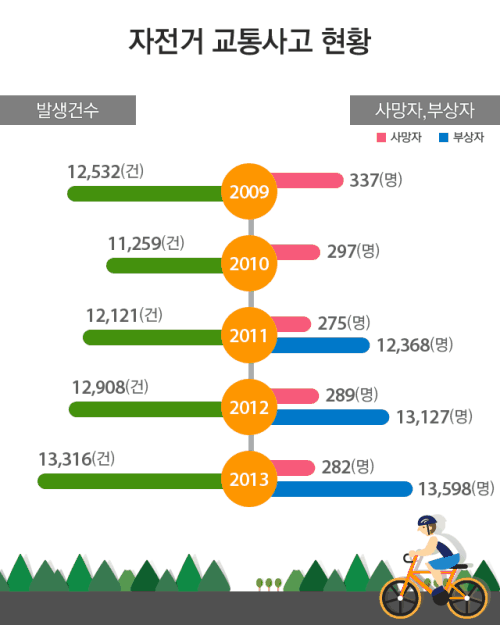 자전거 교통사고 현황
발생건수
사망자,부상자
사망자 부상자
12,532(건) 2009 337(명)
11,259(건) 2010 297(명)
12,121(건) 2011 275(명)
12,368(명)
12,908(건) 2012 289(명)
13,127(명)
13,316(건) 2013 282(명)
13,598(명)